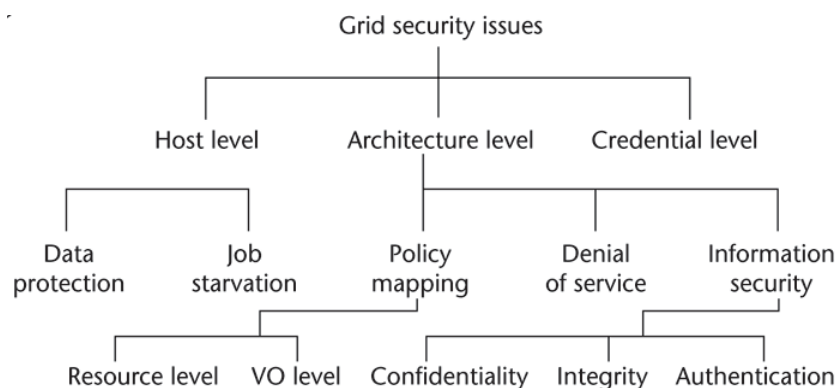 Grid security issues
Host level Architecture level Credential level
Data Job Policy Denial Information
protection starvation mapping of service security
Resource level VO level Confidentiality Integrity Authentication